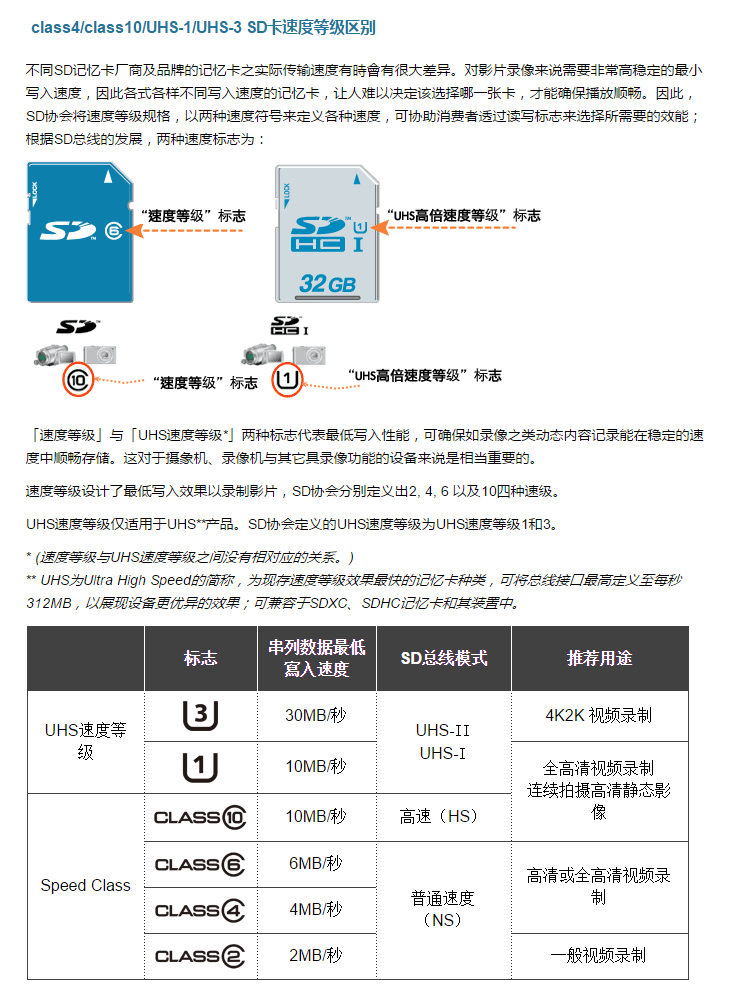 class4/class10/UHS-1/UHS-3 SD卡速度等级区别
不同SD记忆卡厂商及品牌的记忆卡之实际传输速度有時會有很大差异。对影片录像来说需要非常高稳定的最小
写入速度，因此各式各样不同写入速度的记忆卡，让人难以决定该选择哪一张卡，才能确保播放顺畅。因此，
SD协会将速度等级规格，以两种速度符号来定义各种速度，可协助消费者透过读写标志来选择所需要的效能；
根据SD总线的发展，两种速度标志为：
LOCK
SD™ 6
“速度等级”标志
LOCK
SD™ HC I 1
32GB
“UHS高倍速度等级”标志
SD™
10
“速度等级”标志
SD HC I
1
“UHS高倍速度等级”标志
「速度等级」与「UHS速度等级*」两种标志代表最低写入性能，可确保如录像之类动态内容记录能在稳定的速
度中顺畅存储。这对于摄象机、录像机与其它具录像功能的设备来说是相当重要的。
速度等级设计了最低写入效果以录制影片，SD协会分别定义出2, 4, 6 以及10四种速级。
UHS速度等级仅适用于UHS**产品。SD协会定义的UHS速度等级为UHS速度等级1和3。
* (速度等级与UHS速度等级之间没有相对应的关系。)
** UHS为Ultra High Speed的简称，为现存速度等级效果最快的记忆卡种类，可将总线接口最高定义至每秒
312MB，以展现设备更优异的效果；可兼容于SDXC、SDHC记忆卡和其装置中。
标志
串列数据最低
寫入速度
SD总线模式
推荐用途
UHS速度等
级
3
30MB/秒
UHS-II
UHS-I
4K2K 视频录制
1
10MB/秒
全高清视频录制
连续拍摄高清静态影
像
Speed Class
CLASS10
10MB/秒
高速（HS）
CLASS6
6MB/秒
普通速度
（NS）
高清或全高清视频录
制
CLASS4
4MB/秒
CLASS2
2MB/秒
一般视频录制